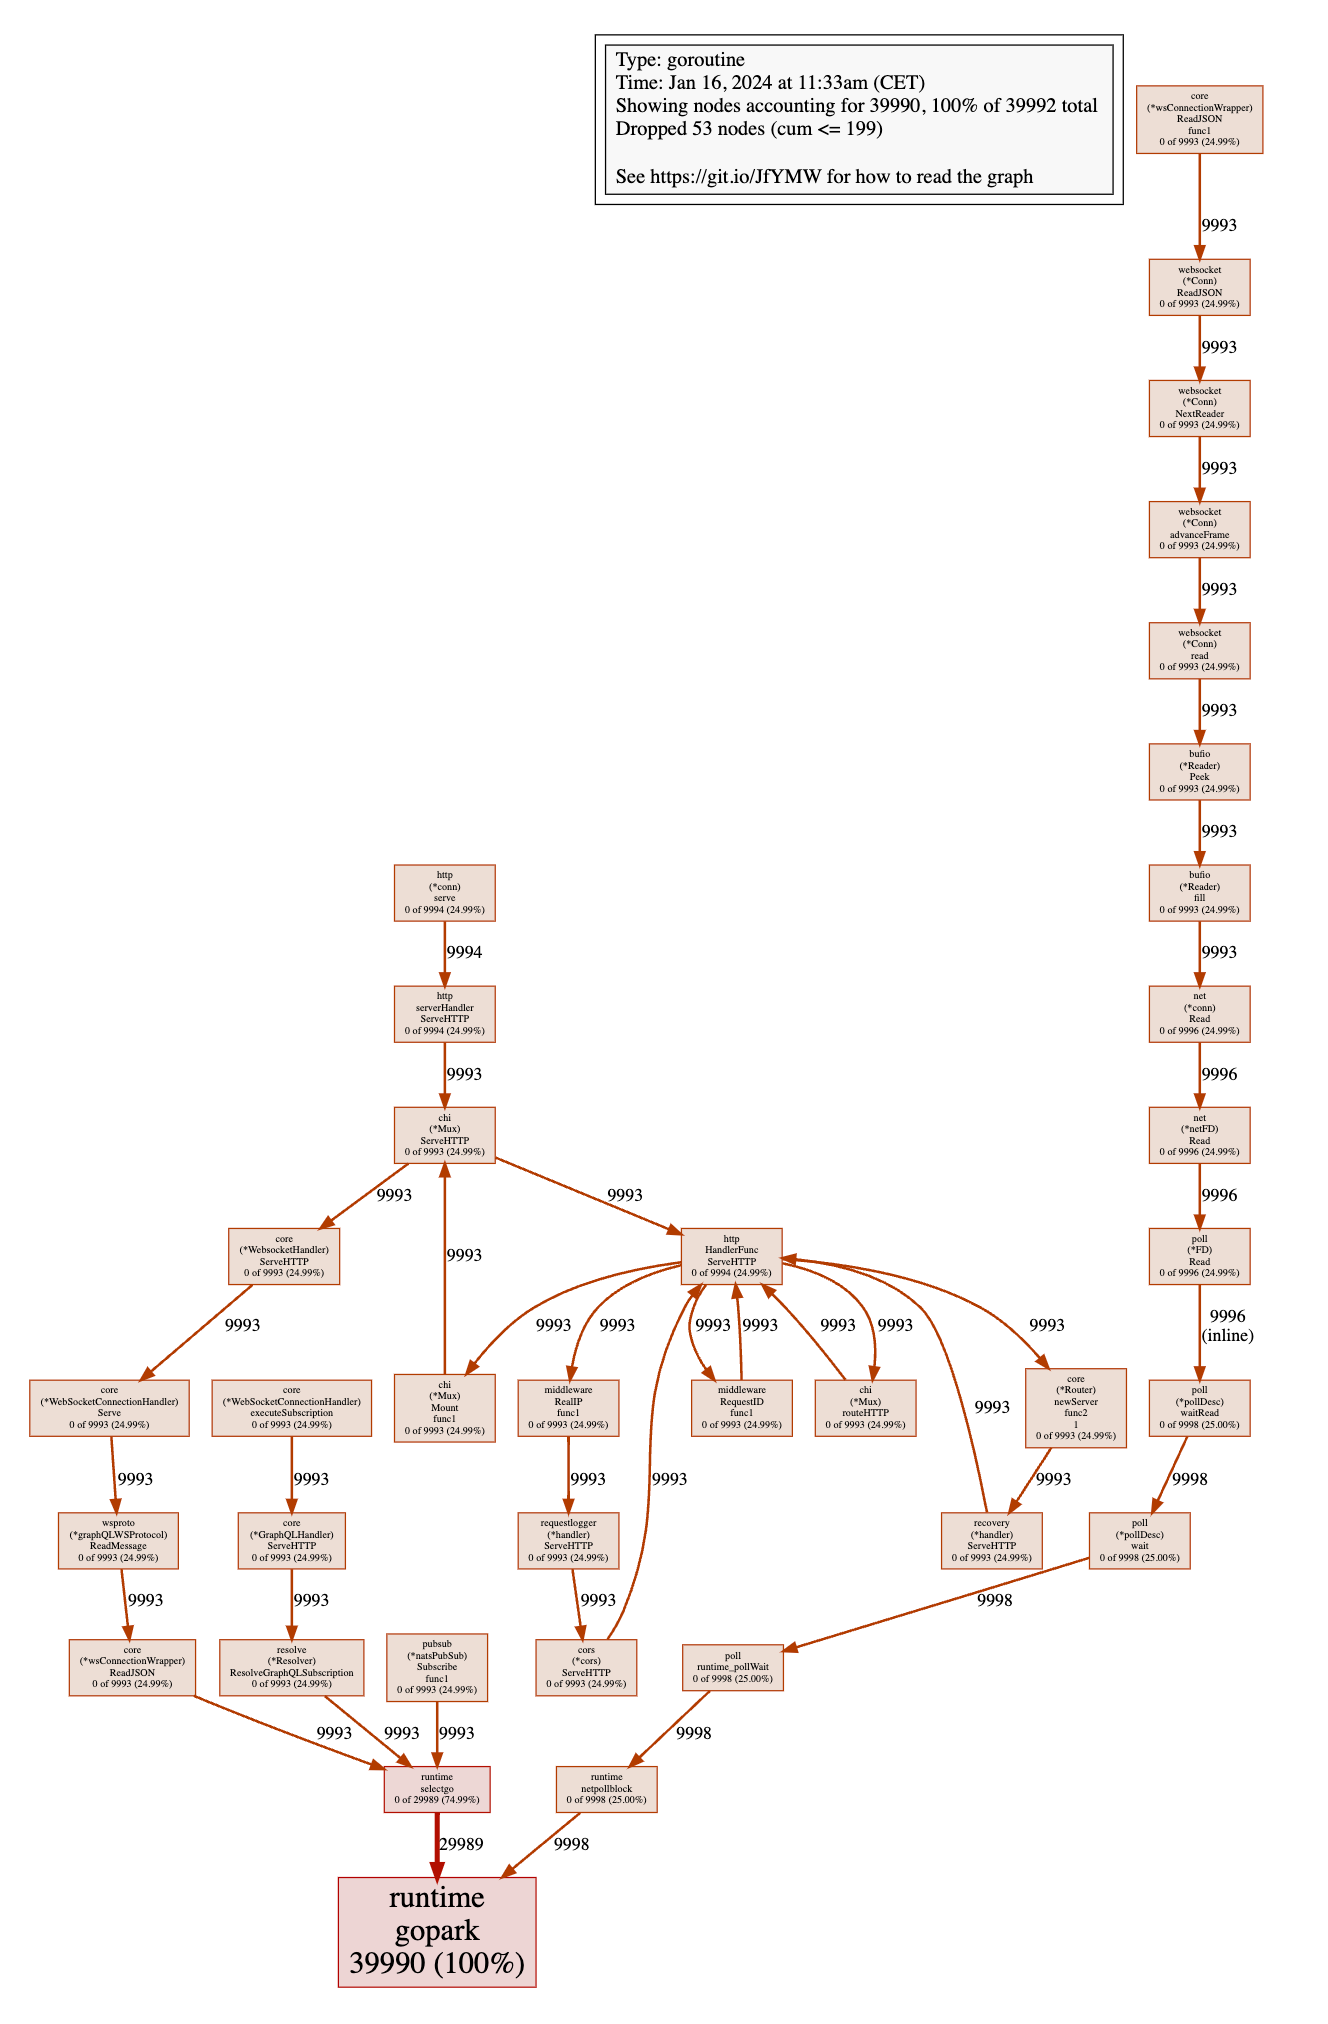 Type: goroutine
Time: Jan 16, 2024 at 11:33am (CET)
Showing nodes accounting for 39990, 100% of 39992 total
Dropped 53 nodes (cum <= 199)
See https://git.io/JfYMW for how to read the graph
core
(*wsConnectionWrapper)
ReadJSON
func1
0 of 9993 (24.99%)
9993
websocket
(*Conn)
ReadJSON
0 of 9993 (24.99%)
9993
websocket
(*Conn)
NextReader
0 of 9993 (24.99%)
9993
websocket
(*Conn)
advanceFrame
0 of 9993 (24.99%)
9993
websocket
(*Conn)
read
0 of 9993 (24.99%)
9993
bufio
(*Reader)
Peek
0 of 9993 (24.99%)
9993
bufio
(*Reader)
fill
0 of 9993 (24.99%)
9993
net
(*conn)
Read
0 of 9996 (24.99%)
9996
net
(*netFD)
Read
0 of 9996 (24.99%)
9996
poll
(*FD)
Read
0 of 9996 (24.99%)
9996
(inline)
poll
(*pollDesc)
waitRead
0 of 9998 (25.00%)
9998
poll
(*pollDesc)
wait
0 of 9998 (25.00%)
9998
http
(*conn)
serve
0 of 9994 (24.99%)
9994
http
serverHandler
ServeHTTP
0 of 9994 (24.99%)
9993
chi
(*Mux)
ServeHTTP
0 of 9993 (24.99%)
9993
9993
core
(*WebsocketHandler)
ServeHTTP
0 of 9993 (24.99%)
9993
9993
http
HandlerFunc
ServeHTTP
0 of 9994 (24.99%)
9993
9993
9993
9993
9993
9993
9993
core
(*WebSocketConnectionHandler)
Serve
0 of 9993 (24.99%)
9993
core
(*WebSocketConnectionHandler)
executeSubscription
0 of 9993 (24.99%)
9993
chi
(*Mux)
Mount
func1
0 of 9993 (24.99%)
middleware
RealIP
func1
0 of 9993 (24.99%)
9993
9993
middleware
RequestID
func1
0 of 9993 (24.99%)
chi
(*Mux)
routeHTTP
0 of 9993 (24.99%)
9993
core
(*Router)
newServer
func2
1
0 of 9993 (24.99%)
9993
wsproto
(*graphQLWSProtocol)
ReadMessage
0 of 9993 (24.99%)
9993
core
(*GraphQLHandler)
ServeHTTP
0 of 9993 (24.99%)
9993
requestlogger
(*handler)
ServeHTTP
0 of 9993 (24.99%)
9993
recovery
(*handler)
ServeHTTP
0 of 9993 (24.99%)
core
(*wsConnectionWrapper)
ReadJSON
0 of 9993 (24.99%)
9993
resolve
(*Resolver)
ResolveGraphQLSubscription
0 of 9993 (24.99%)
9993
pubsub
(*natsPubSub)
Subscribe
func1
0 of 9993 (24.99%)
9993
cors
(*cors)
ServeHTTP
0 of 9993 (24.99%)
poll
runtime_pollWait
0 of 9998 (25.00%)
9998
runtime
selectgo
0 of 29989 (74.99%)
29989
runtime
netpollblock
0 of 9998 (25.00%)
9998
runtime
gopark
39990 (100%)